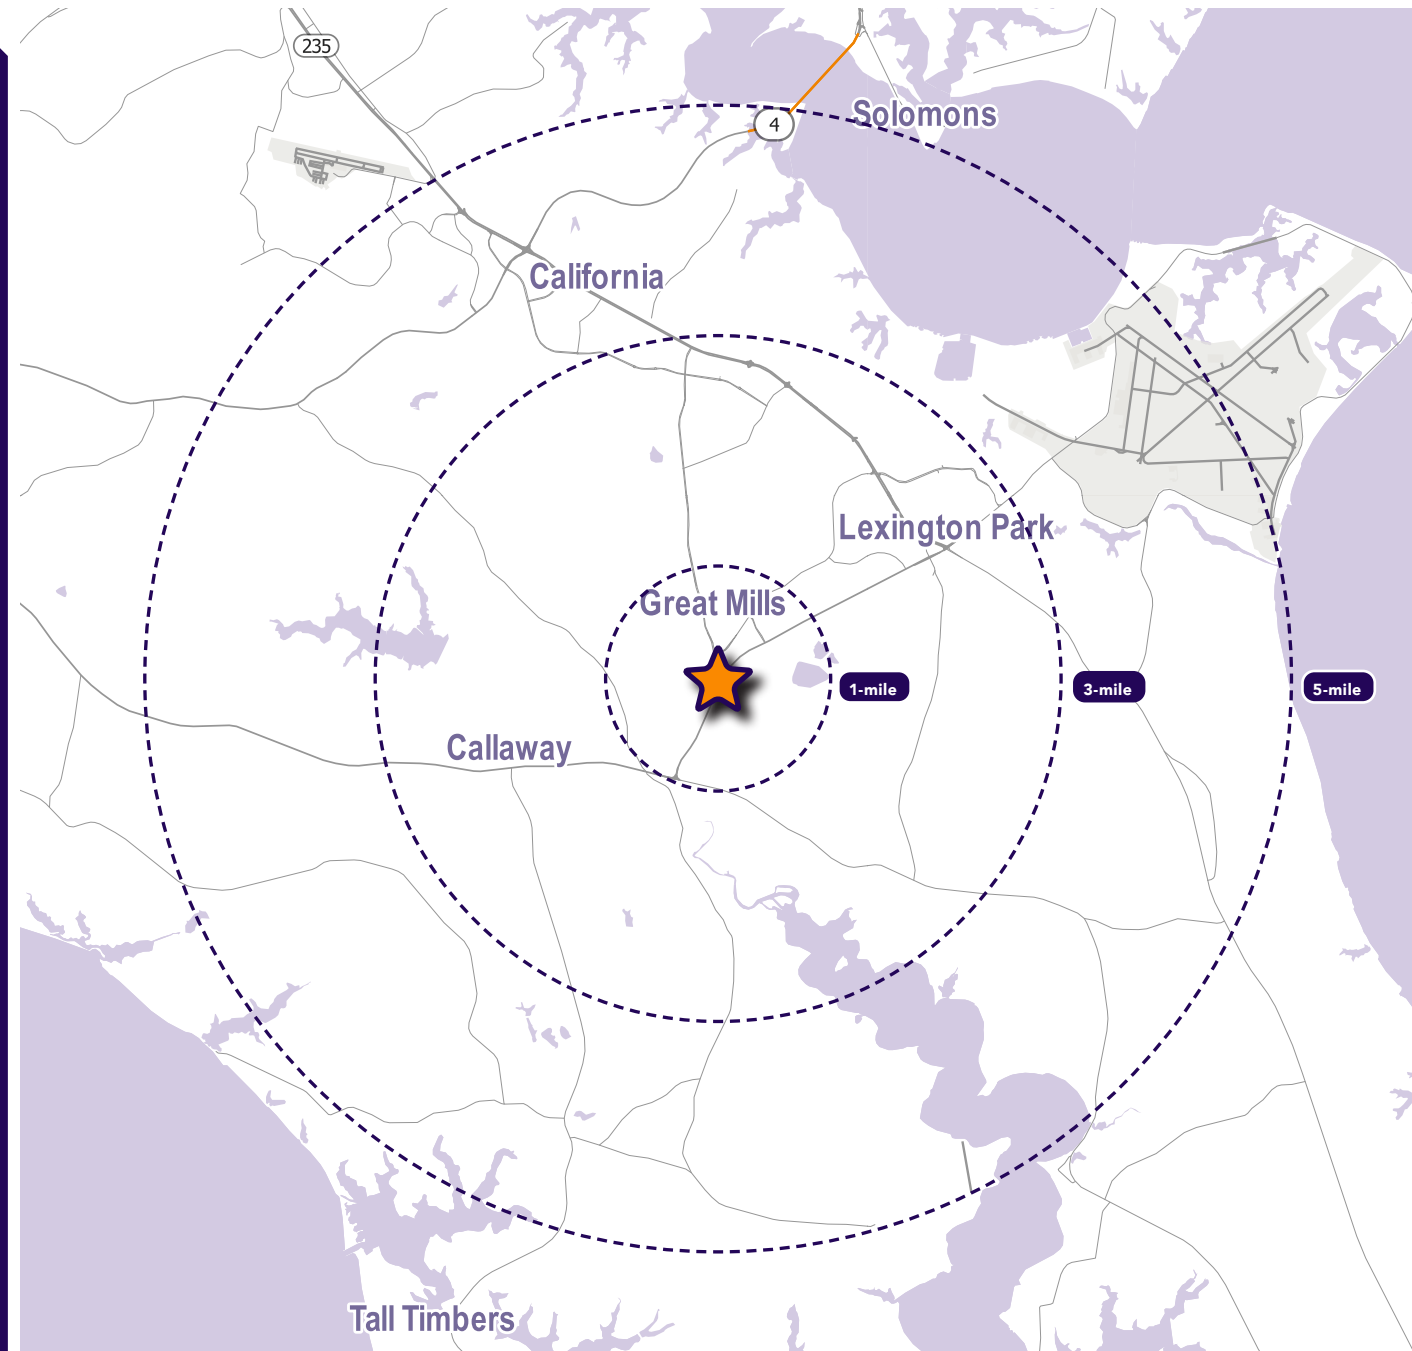 235
Solomons
4
California
Lexington Park
Great Mills
1-mile
3-mile
5-mile
Callaway
Tall Timbers